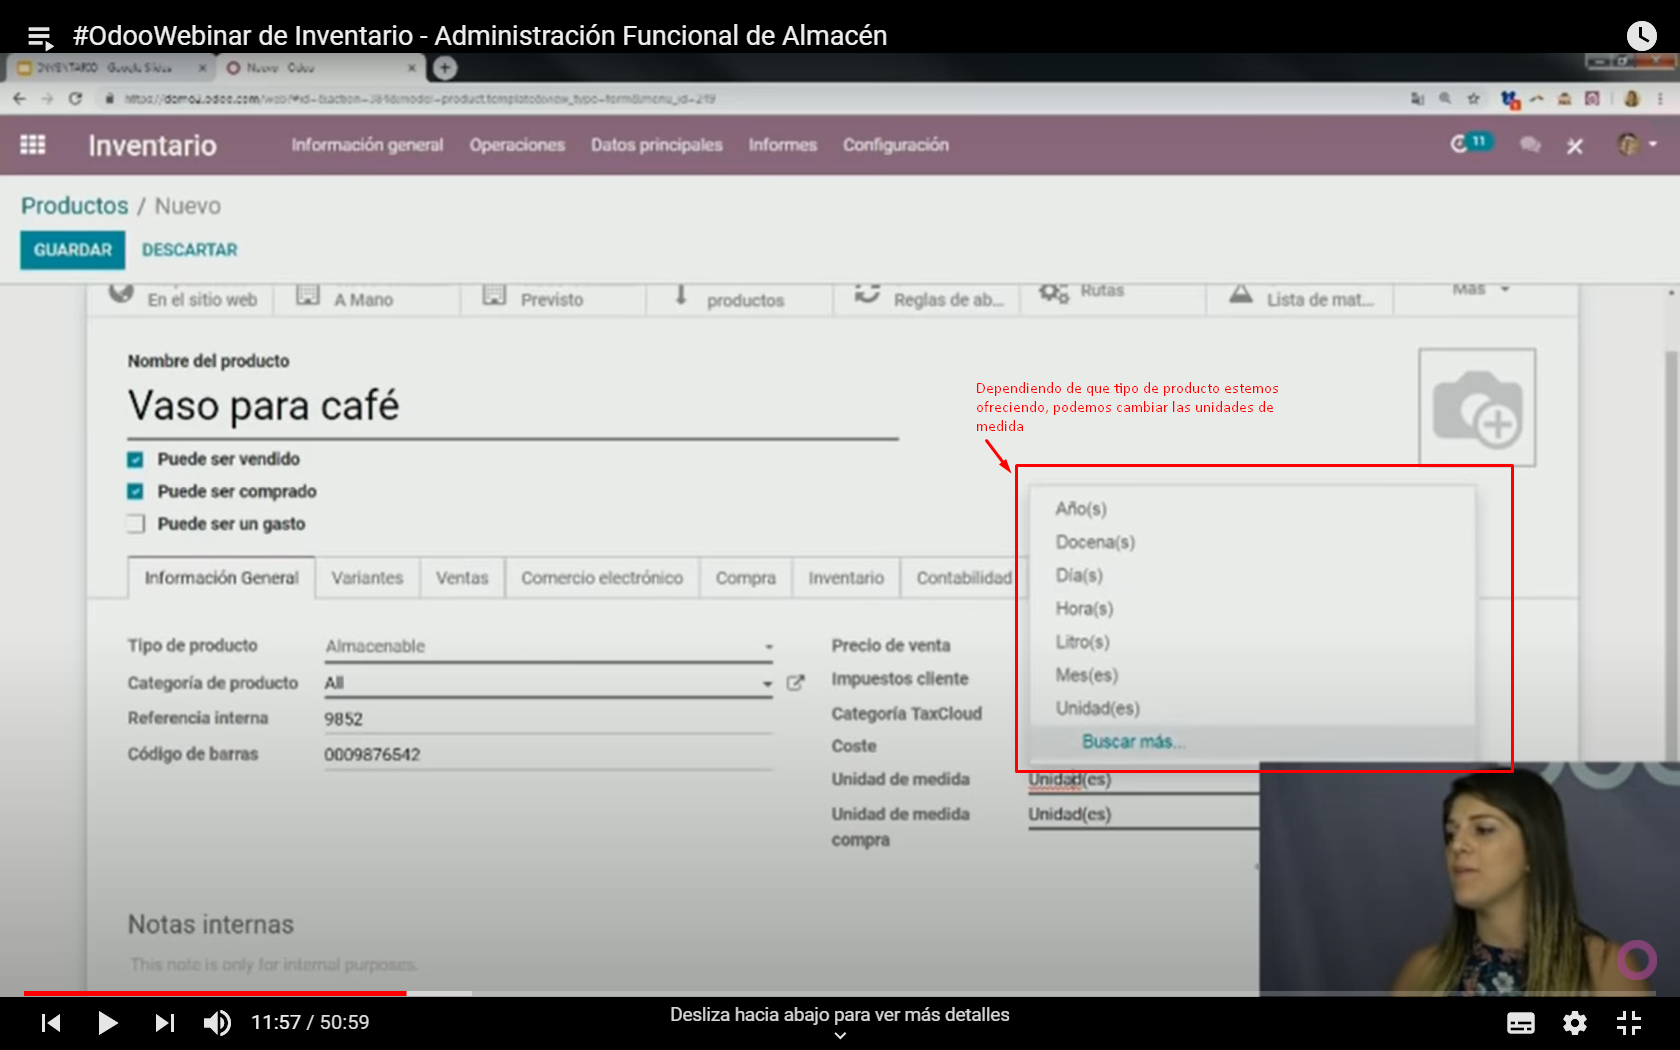 #OdooWebinar de Inventario - Administración Funcional de Almacén
INVENTARIO - Google Slides
Nuevo - Odoo
Inventario
Información general
Operaciones
Datos principales
Informes
Configuración
11
Productos / Nuevo
GUARDAR
DESCARTAR
En el sitio web
A Mano
Previsto
productos
Reglas de ab...
Rutas
Lista de mat...
Más
Nombre del producto
Vaso para café
Puede ser vendido
Puede ser comprado
Puede ser un gasto
Dependiendo de que tipo de producto estemos
ofreciendo, podemos cambiar las unidades de
medida
Información General
Variantes
Ventas
Comercio electrónico
Compra
Inventario
Contabilidad
Año(s)
Docena(s)
Día(s)
Hora(s)
Litro(s)
Mes(es)
Unidad(es)
Buscar más...
Tipo de producto
Almacenable
Categoría de producto
All
Referencia interna
9852
Código de barras
0009876542
Precio de venta
Impuestos cliente
Categoría TaxCloud
Coste
Unidad de medida
Unidad(es)
Unidad de medida
compra
Unidad(es)
Notas internas
This note is only for internal purposes.
11:57 / 50:59
Desliza hacia abajo para ver más detalles